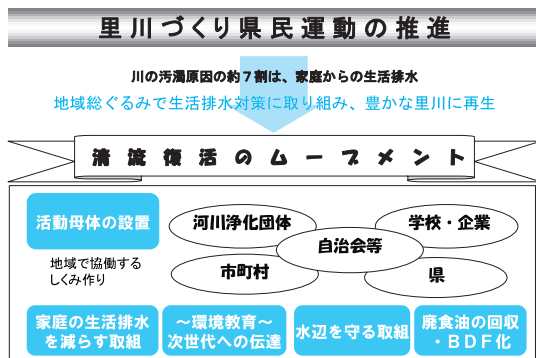 里川づくり県民運動の推進
川の汚濁原因の約７割は、家庭からの生活排水
地域総ぐるみで生活排水対策に取り組み、豊かな里川に再生
清流復活のムーブメント
活動母体の設置
地域で協働する
しくみ作り
河川浄化団体
学校・企業
自治会等
市町村
県
家庭の生活排水
を減らす取組
～環境教育～
次世代への伝達
水辺を守る取組
廃食油の回収
・ＢＤＦ化